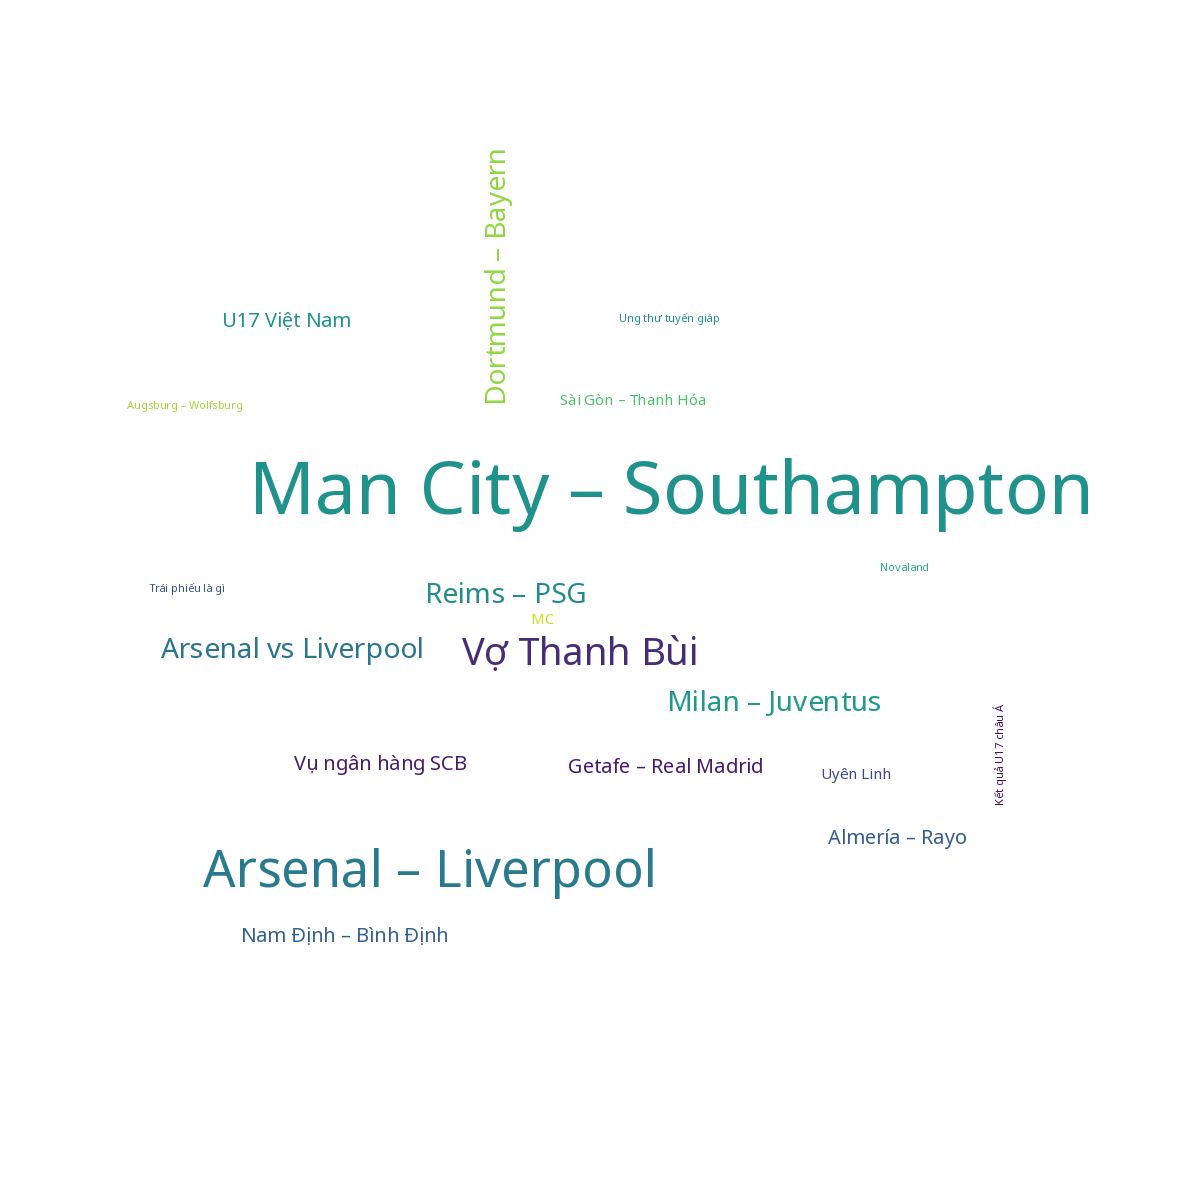 Dortmund – Bayern
U17 Việt Nam
Ung thư tuyến giáp
Sài Gòn – Thanh Hóa
Augsburg – Wolfsburg
Man City – Southampton
Novaland
Trái phiếu là gì
Reims – PSG
MC
Arsenal vs Liverpool
Vợ Thanh Bùi
Milan – Juventus
Kết quả U17 châu Á
Vụ ngân hàng SCB
Getafe – Real Madrid
Uyên Linh
Almería – Rayo
Arsenal – Liverpool
Nam Định – Bình Định